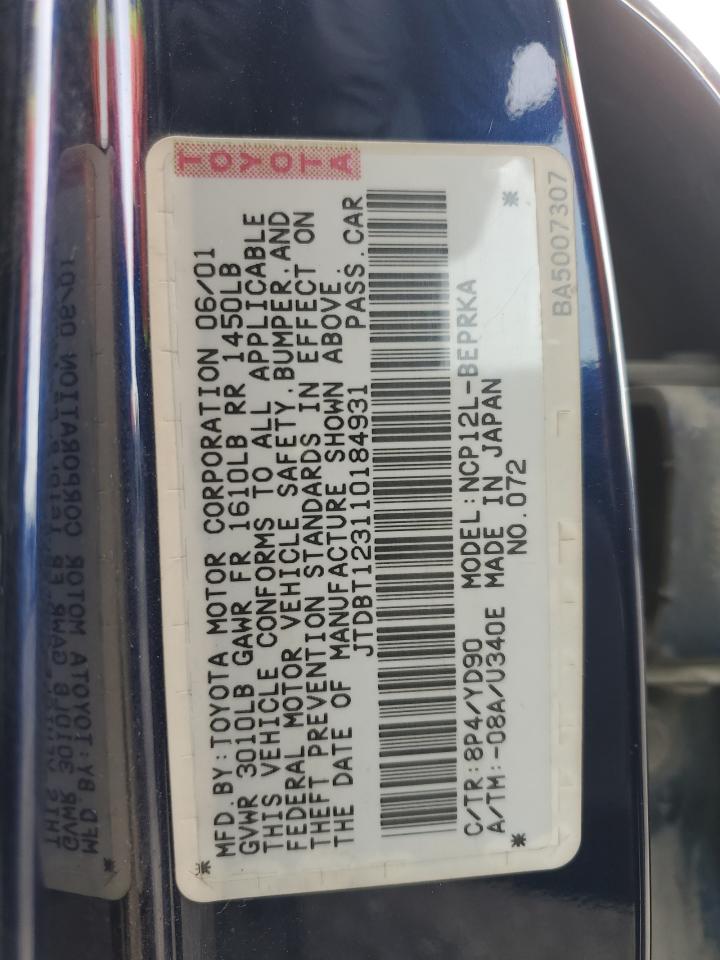 TOYOTA
MFD.BY:TOYOTA MOTOR CORPORATION 06/01
GVWR 3010LB GAWR FR 1610LB RR 1450LB
THIS VEHICLE CONFORMS TO ALL APPLICABLE
FEDERAL MOTOR VEHICLE SAFETY,BUMPER,AND
THEFT PREVENTION STANDARDS IN EFFECT ON
THE DATE OF MANUFACTURE SHOWN ABOVE.
JTDBT123110184931 PASS.CAR
C/TR:8P4/YD90 MODEL:NCP12L-BEPRKA
A/TM:-08A/U340E MADE IN JAPAN
NO.072
BA5007307